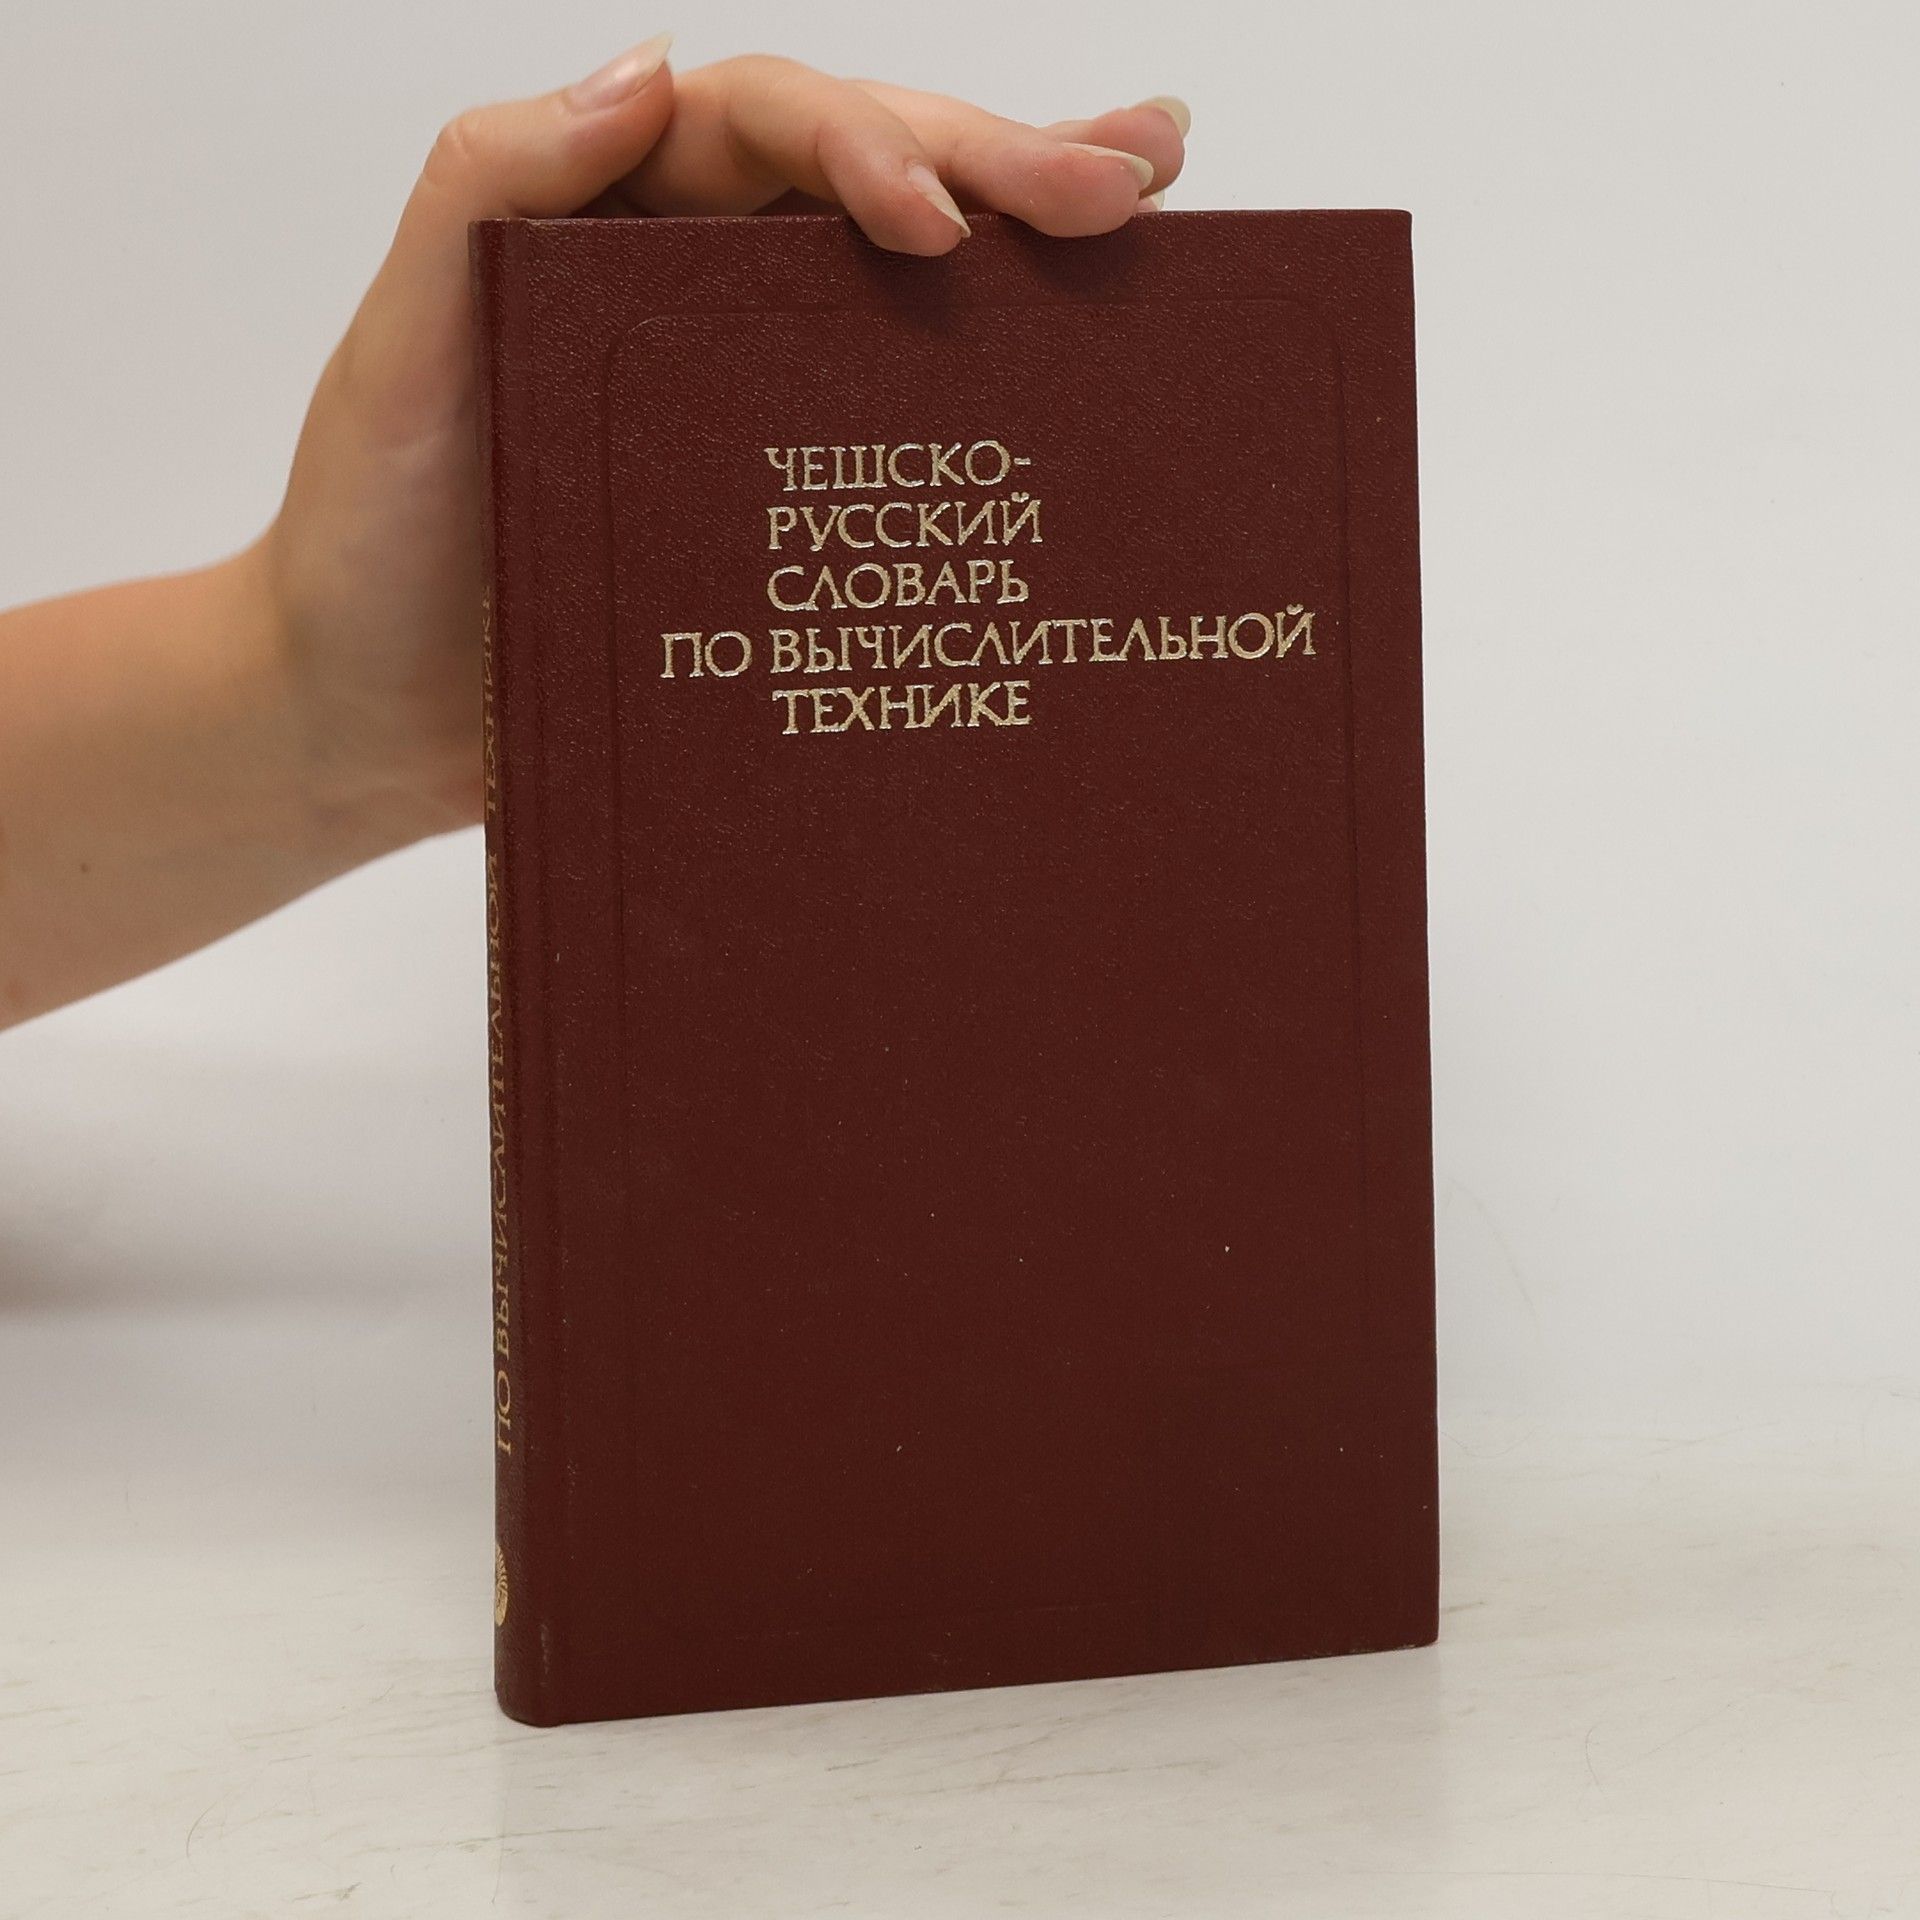 ЧЕШСКО-
РУССКИЙ
СЛОВАРЬ
ПО ВЫЧИСЛИТЕЛЬНОЙ
ТЕХНИКЕ
ПО ВЫЧИСЛИТЕЛЬНОЙ ТЕХНИКЕ